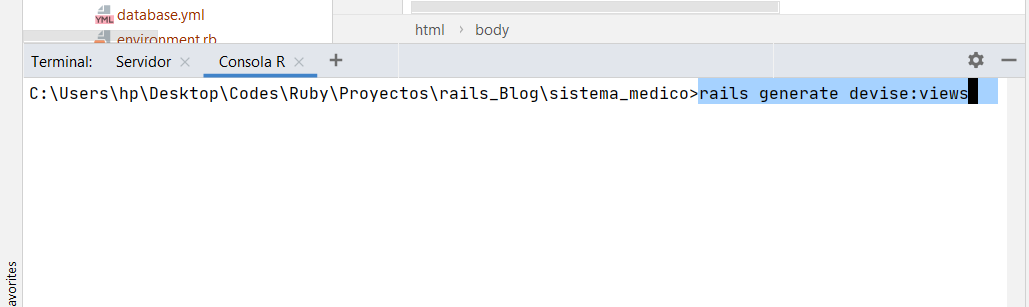 database.yml
environment.rb
html > body
Terminal: Servidor × Consola R × +
C:\Users\hp\Desktop\Codes\Ruby\Proyectos\rails_Blog\sistema_medico>rails generate devise:views
avorites